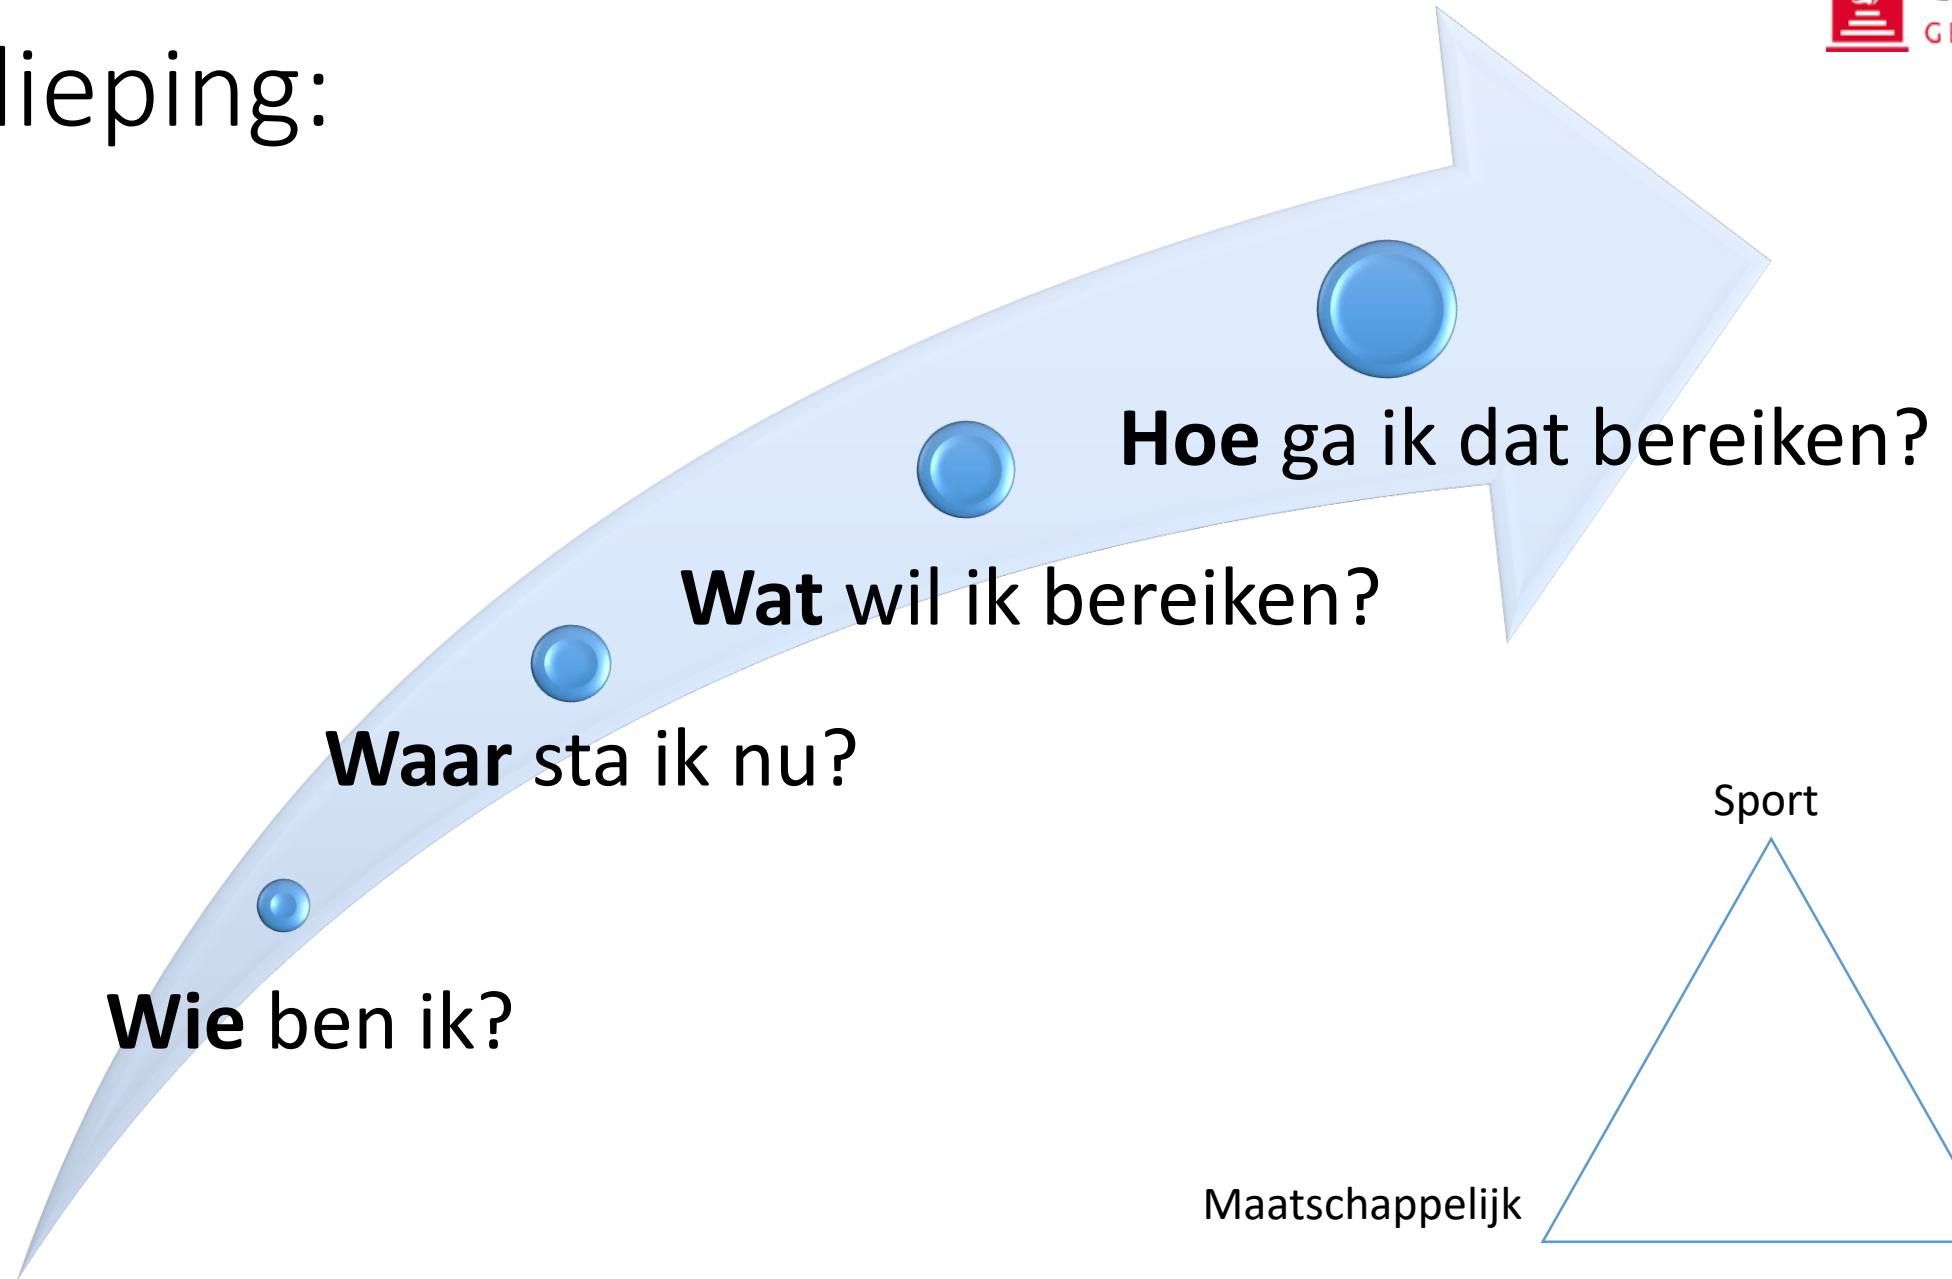 lieping:
Hoe ga ik dat bereiken?
Wat wil ik bereiken?
Waar sta ik nu?
Wie ben ik?
Sport
Maatschappelijk